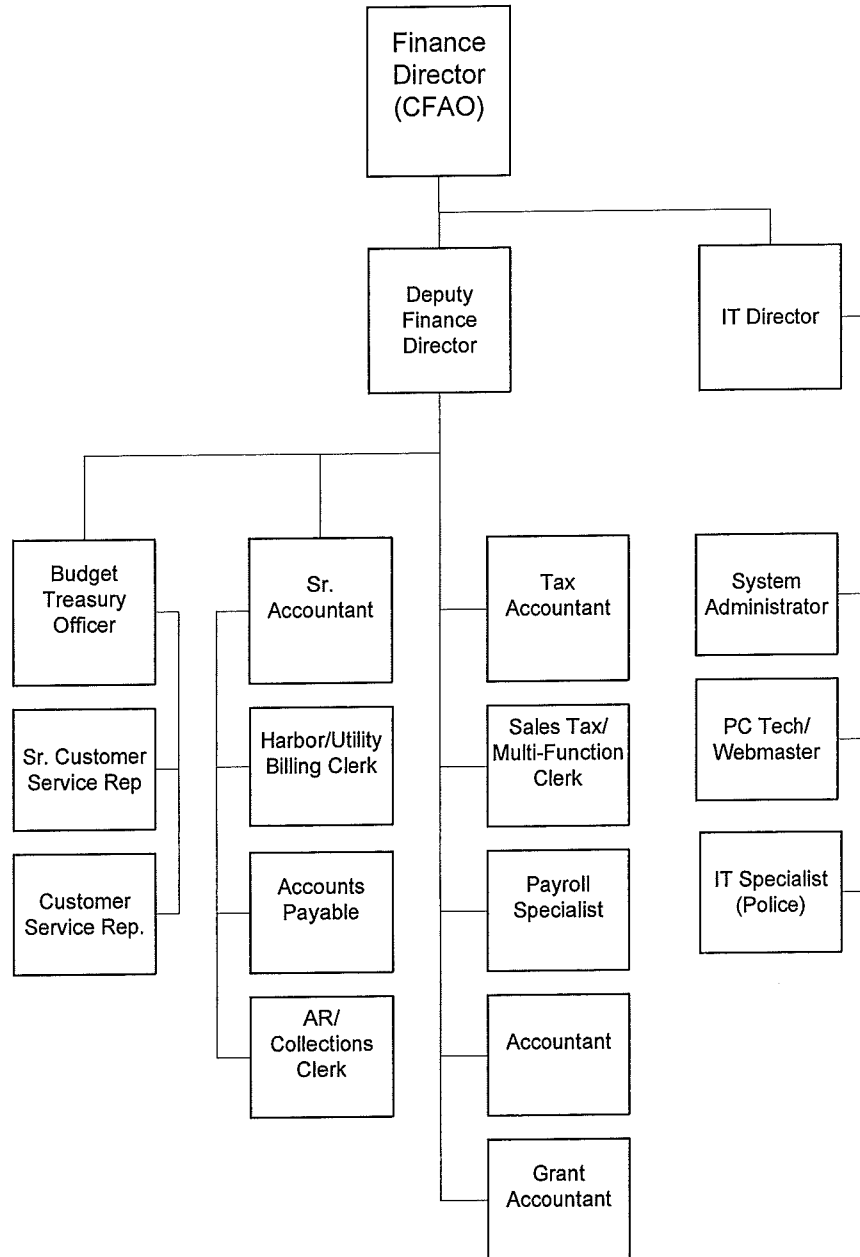 Finance
Director
(CFAO)
Deputy
Finance
Director
IT Director
Budget
Treasury
Officer
Sr.
Accountant
Tax
Accountant
System
Administrator
Sr. Customer
Service Rep
Harbor/Utility
Billing Clerk
Sales Tax/
Multi-Function
Clerk
PC Tech/
Webmaster
Customer
Service Rep.
Accounts
Payable
Payroll
Specialist
IT Specialist
(Police)
AR/
Collections
Clerk
Accountant
Grant
Accountant